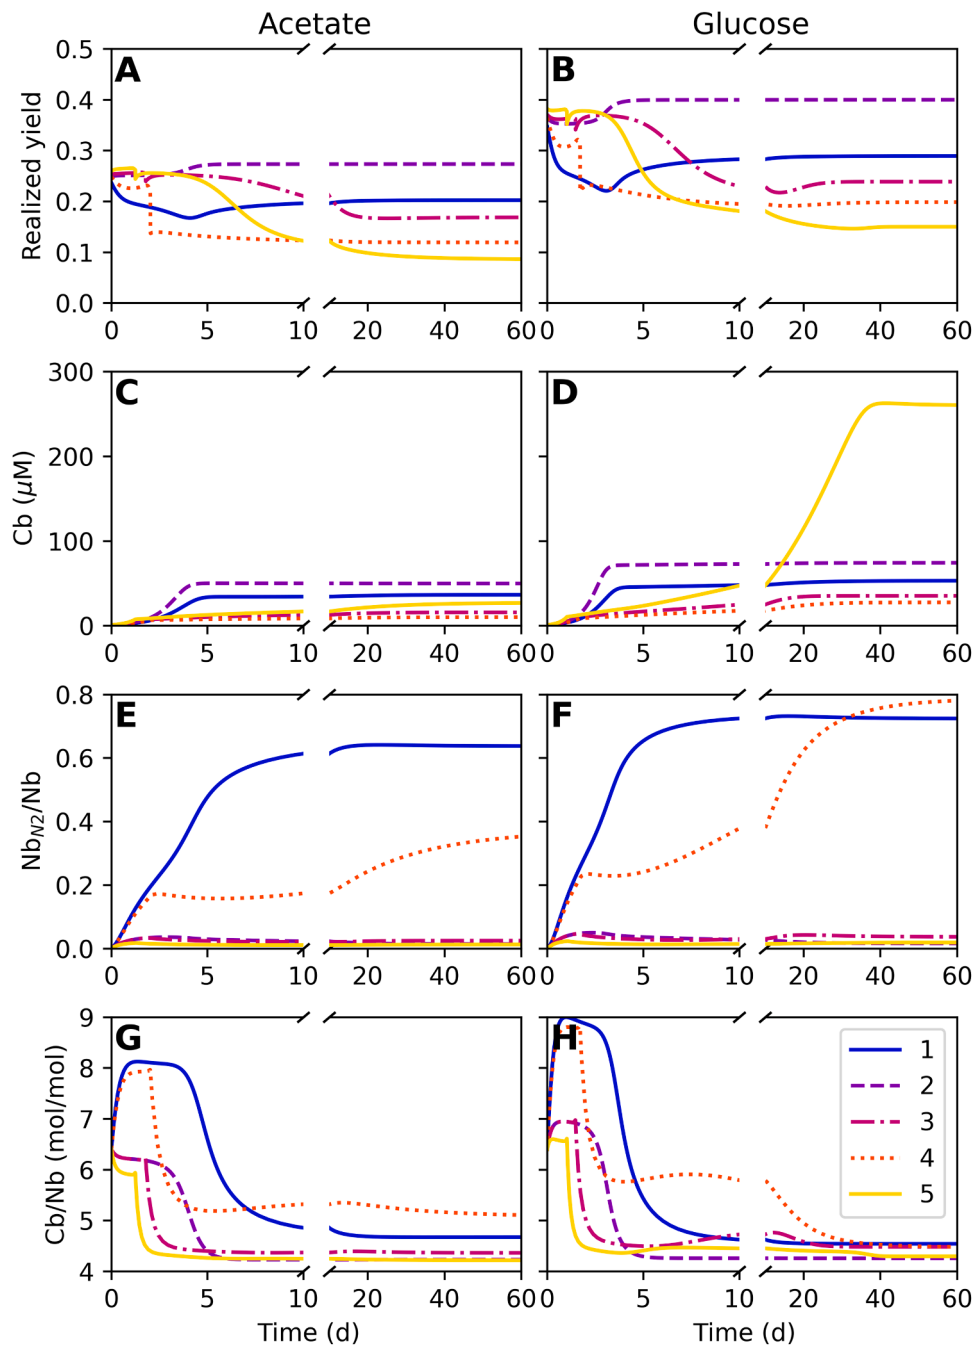 Acetate Glucose
A B
0.5
0.4
0.3
0.2
0.1
0.0
Realized yield
0 5 10 20 40 60 0 5 10 20 40 60
C D
300
200
100
0
Cb (μM)
0 5 10 20 40 60 0 5 10 20 40 60
E F
0.8
0.6
0.4
0.2
0.0
Nb_N2/Nb
0 5 10 20 40 60 0 5 10 20 40 60
G H
9
8
7
6
5
4
Cb/Nb (mol/mol)
1
2
3
4
5
0 5 10 20 40 60 0 5 10 20 40 60
Time (d) Time (d)